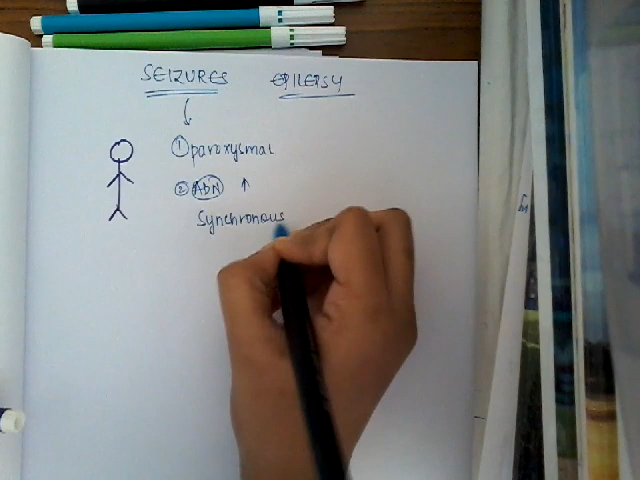 SEIZURES EPILEPSY
① paroxysmal
② AbN ↑
Synchronous